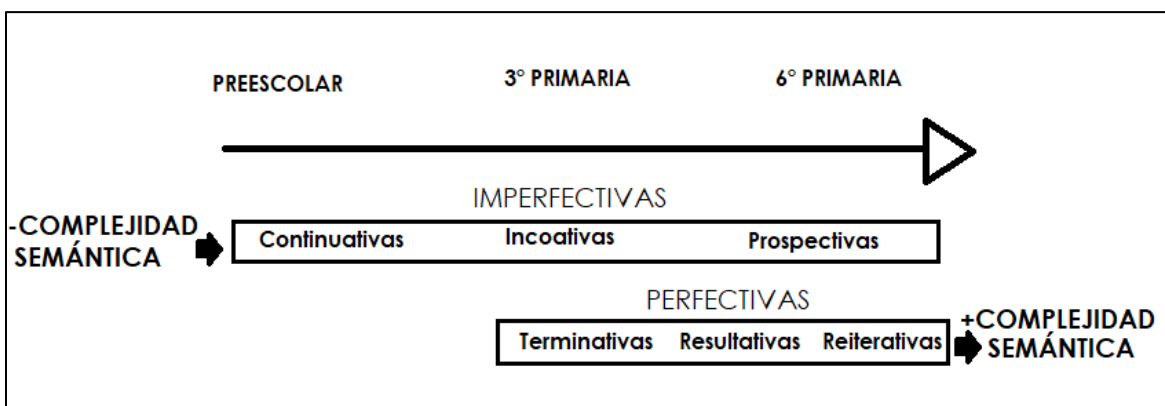 PREESCOLAR 3° PRIMARIA 6° PRIMARIA
IMPERFECTIVAS
-COMPLEJIDAD
SEMÁNTICA
Continuativas Incoativas Prospectivas
PERFECTIVAS
Terminativas Resultativas Reiterativas
+COMPLEJIDAD
SEMÁNTICA